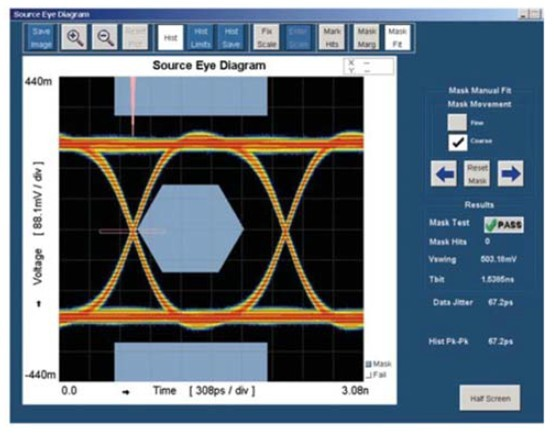 Source Eye Diagram
Save Image
Reset Plot
Hist
Hist Limits
Hist Save
Fix Scale
Enter Scale
Mark Hits
Mask Marg
Mask Fit
Source Eye Diagram
X --
Y --
440m
Voltage [ 88.1mV / div ]
-440m
0.0
Time [ 308ps / div ]
3.08n
Mask
Fail
Mask Manual Fit
Mask Movement
Fine
Coarse
Reset Mask
Results
Mask Test PASS
Mask Hits 0
Vswing 503.18mV
Tbit 1.5385ns
Data Jitter 67.2ps
Hist Pk-Pk 67.2ps
Half Screen